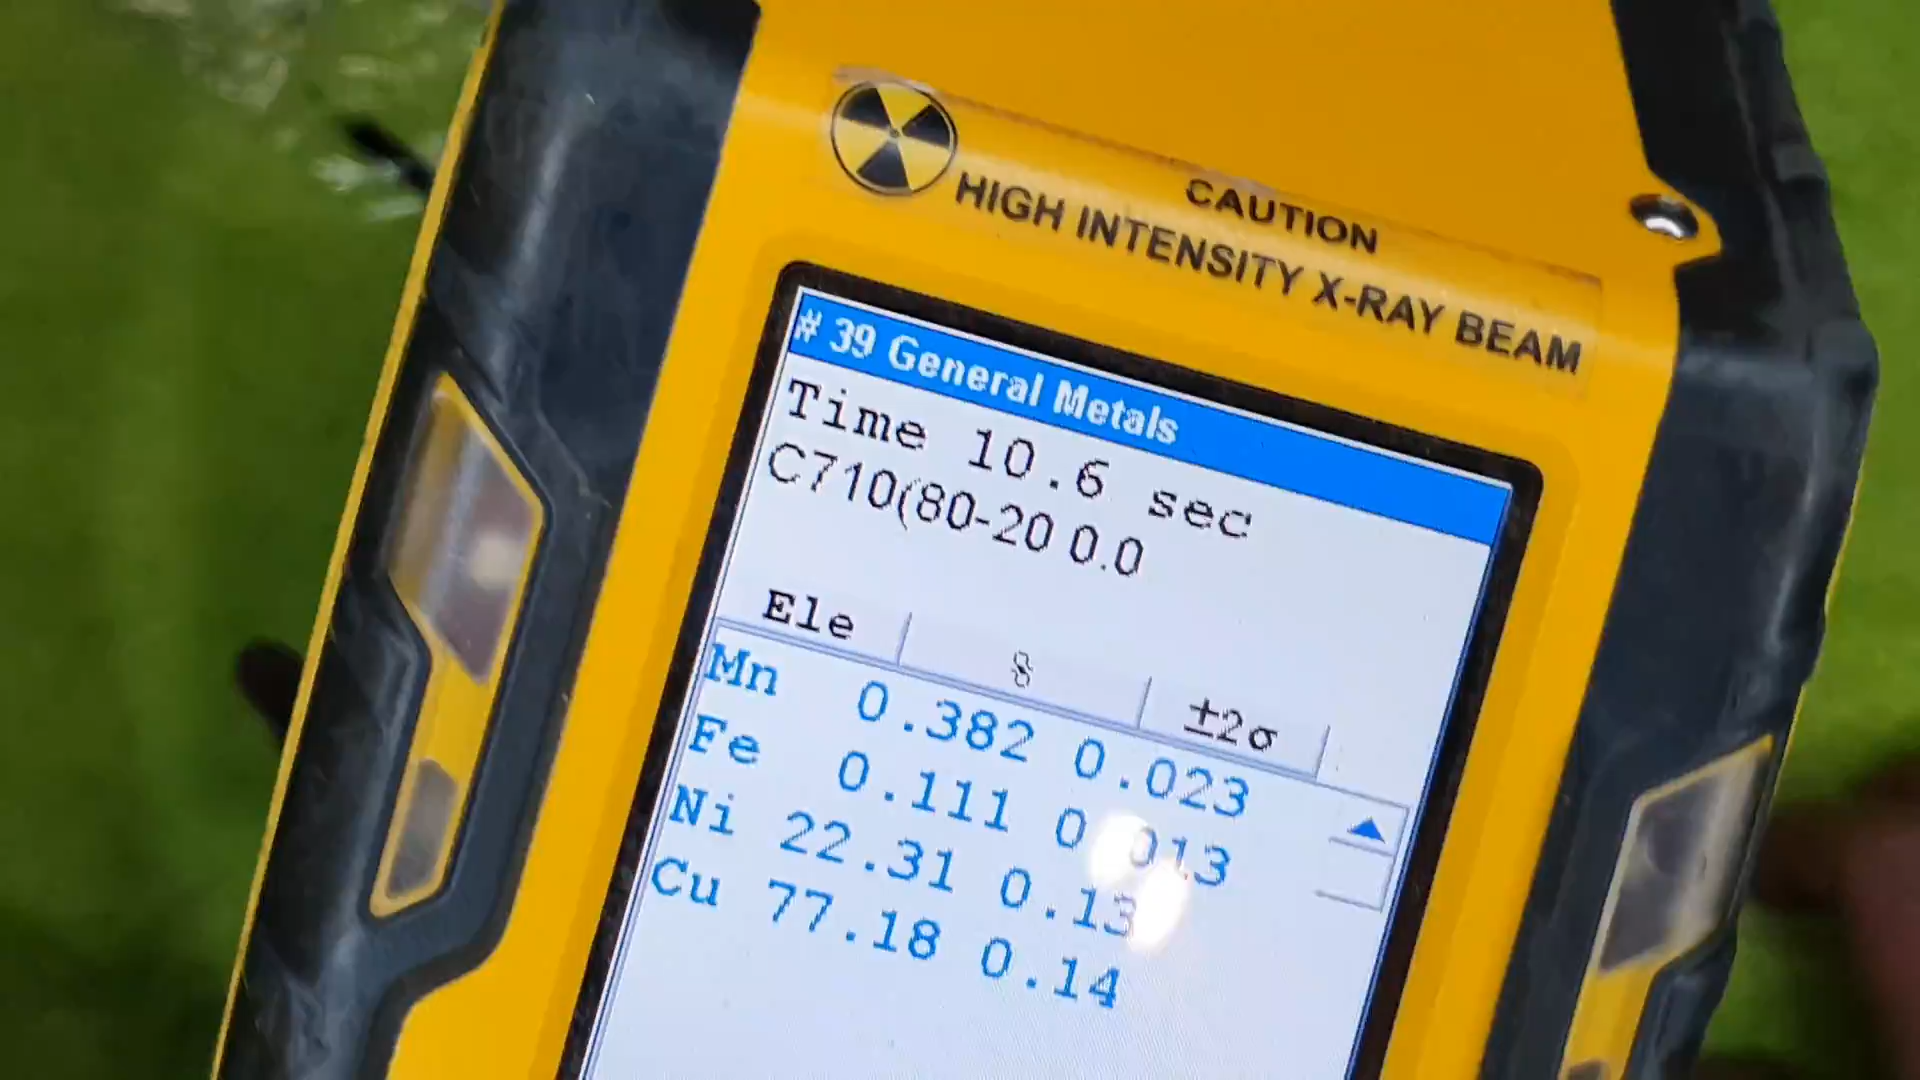 CAUTION
HIGH INTENSITY X-RAY BEAM
# 39 General Metals
Time 10.6 sec
C710(80-20 0.0
Ele % ±2σ
Mn 0.382 0.023
Fe 0.111 0.013
Ni 22.31 0.13
Cu 77.18 0.14